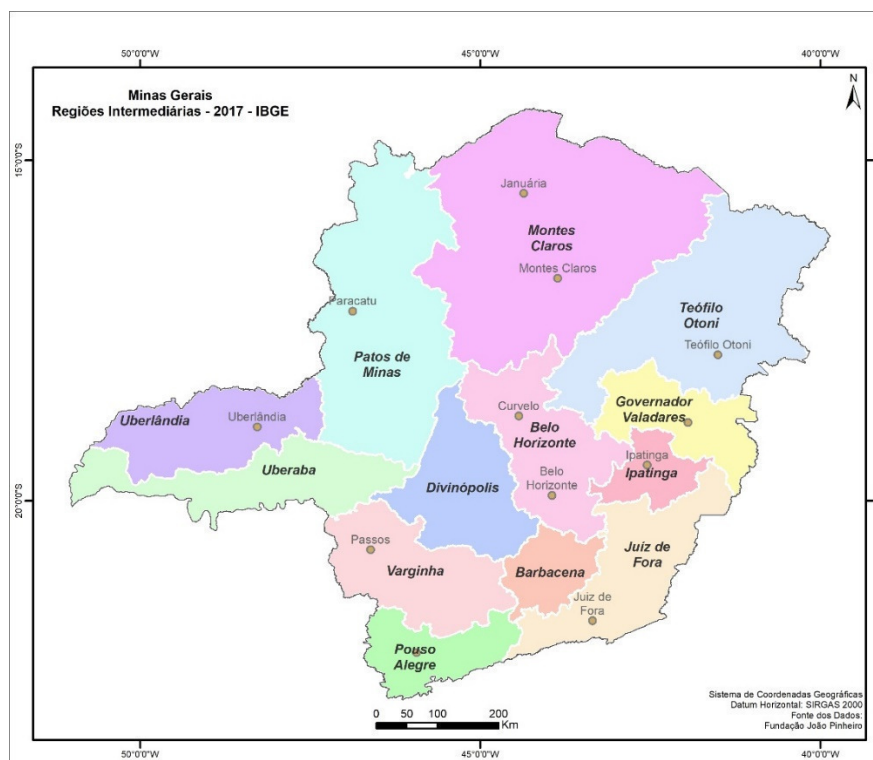 50°0'0"W 45°0'0"W 40°0'0"W
Minas Gerais
Regiões Intermediárias - 2017 - IBGE
N
15°0'0"S
Januária
Montes
Claros
Montes Claros
Teófilo
Otoni
Paracatu
Teófilo Otoni
Patos de
Minas
Governador
Valadares
Curvelo
Uberlândia
Uberlândia
Belo
Horizonte
Ipatinga
Ipatinga
Uberaba
Belo
Horizonte
Divinópolis
20°0'0"S
Passos
Juíz de
Fora
Varginha
Barbacena
Juiz de
Fora
Pouso
Alegre
Sistema de Coordenadas Geográficas
Datum Horizontal: SIRGAS 2000
Fonte dos Dados:
Fundação João Pinheiro
0 50 100 200
Km
50°0'0"W 45°0'0"W 40°0'0"W